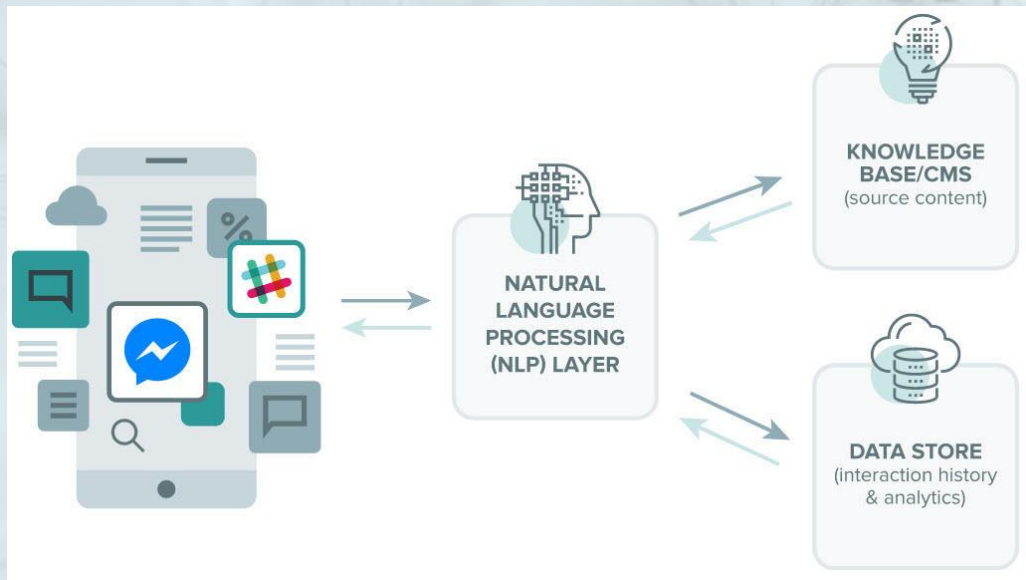 %
NATURAL
LANGUAGE
PROCESSING
(NLP) LAYER
KNOWLEDGE
BASE/CMS
(source content)
DATA STORE
(interaction history
& analytics)